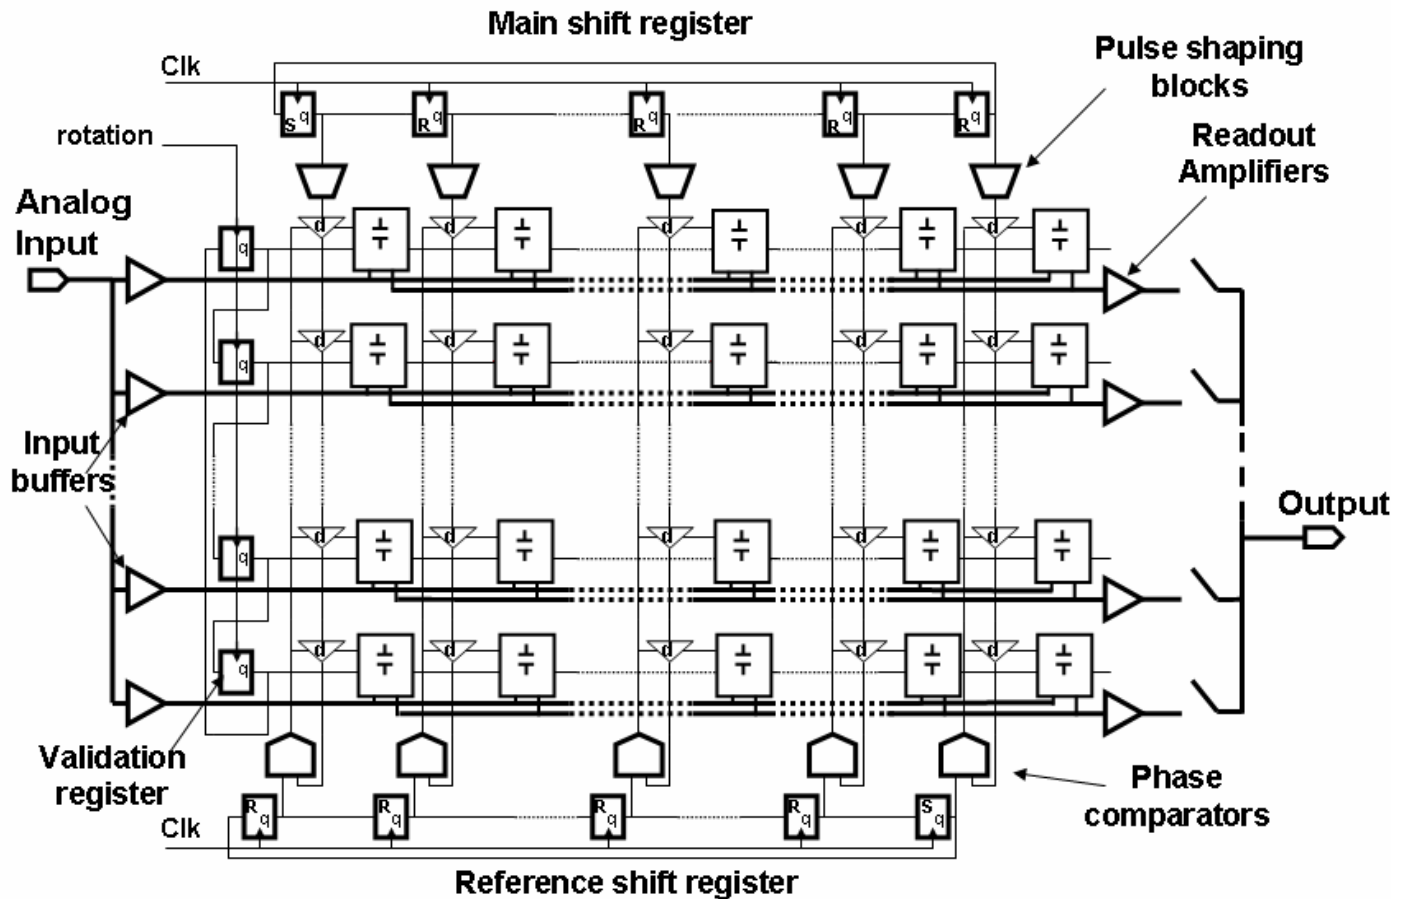 Main shift register
Clk
Pulse shaping
blocks
S q
R q
R q
R q
R q
rotation
Readout
Amplifiers
Analog
Input
q
d
d
d
d
d
q
d
d
d
d
d
Input
buffers
Output
q
d
d
d
d
d
q
d
d
d
d
d
Validation
register
Phase
comparators
R q
R q
R q
R q
S q
Clk
Reference shift register